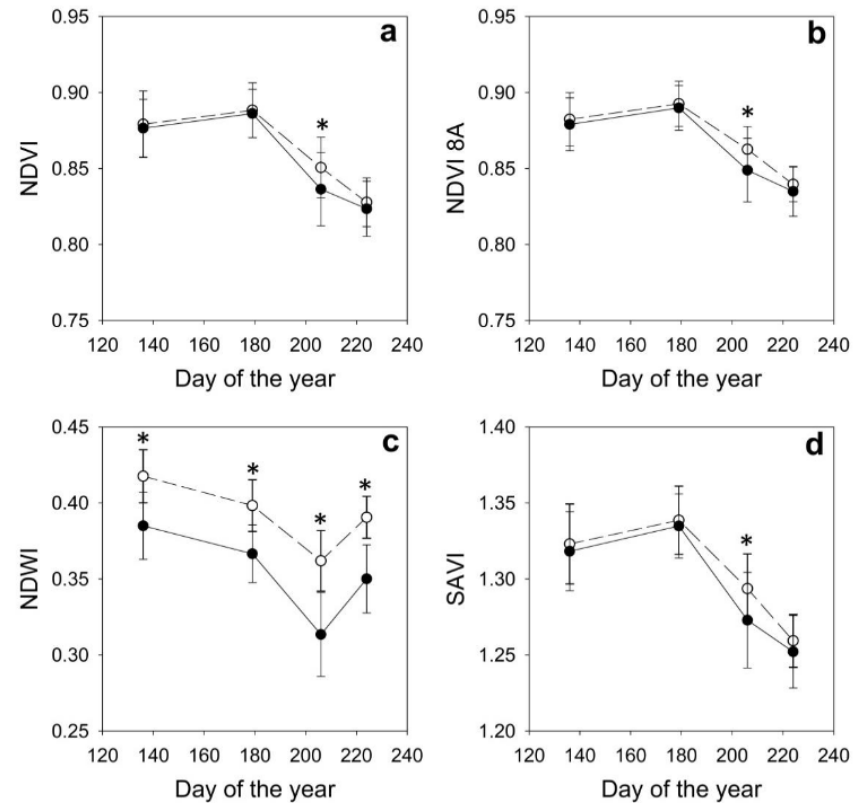 a
NDVI
0.95
0.90
0.85
0.80
0.75
*
120 140 160 180 200 220 240
Day of the year
b
NDVI 8A
0.95
0.90
0.85
0.80
0.75
*
120 140 160 180 200 220 240
Day of the year
c
NDWI
0.45
0.40
0.35
0.30
0.25
* * * *
120 140 160 180 200 220 240
Day of the year
d
SAVI
1.40
1.35
1.30
1.25
1.20
*
120 140 160 180 200 220 240
Day of the year